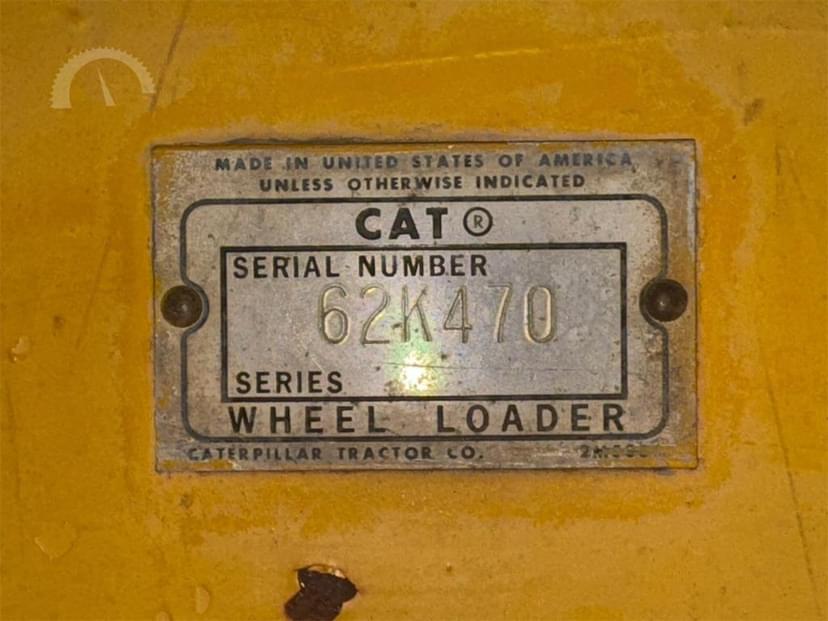 MADE IN UNITED STATES OF AMERICA
UNLESS OTHERWISE INDICATED
CAT®
SERIAL NUMBER
62K470
SERIES
WHEEL LOADER
CATERPILLAR TRACTOR CO.